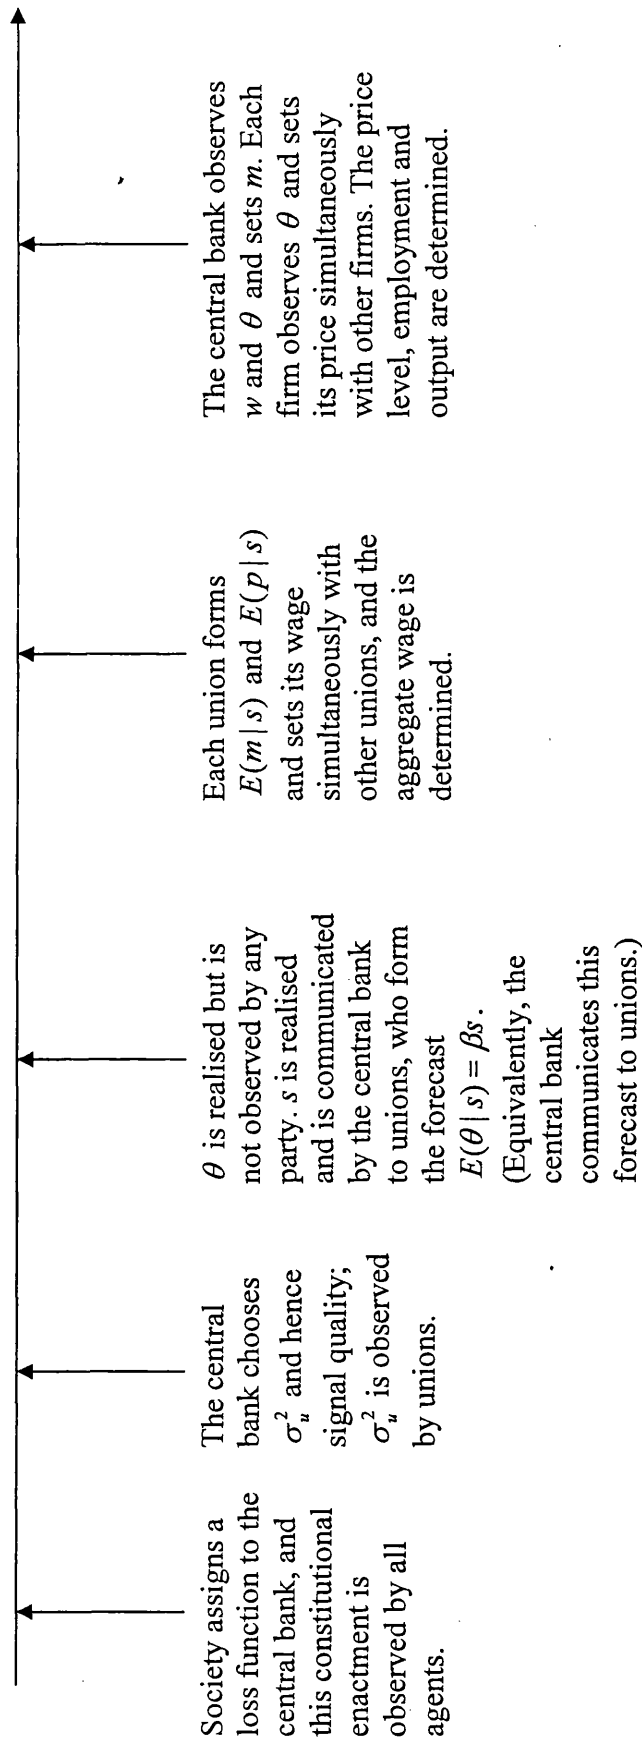 Society assigns a
loss function to the
central bank, and
this constitutional
enactment is
observed by all
agents.
The central
bank chooses
σ²ᵤ and hence
signal quality;
σ²ᵤ is observed
by unions.
θ is realised but is
not observed by any
party. s is realised
and is communicated
by the central bank
to unions, who form
the forecast
E(θ | s) = βs.
(Equivalently, the
central bank
communicates this
forecast to unions.)
Each union forms
E(m | s) and E(p | s)
and sets its wage
simultaneously with
other unions, and the
aggregate wage is
determined.
The central bank observes
w and θ and sets m. Each
firm observes θ and sets
its price simultaneously
with other firms. The price
level, employment and
output are determined.